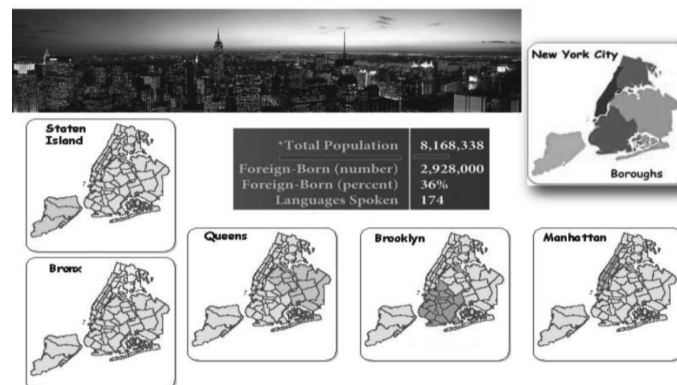 New York City
Boroughs
Staten
Island
*Total Population 8,168,338
Foreign-Born (number) 2,928,000
Foreign-Born (percent) 36%
Languages Spoken 174
Queens
Brooklyn
Manhattan
Bronx